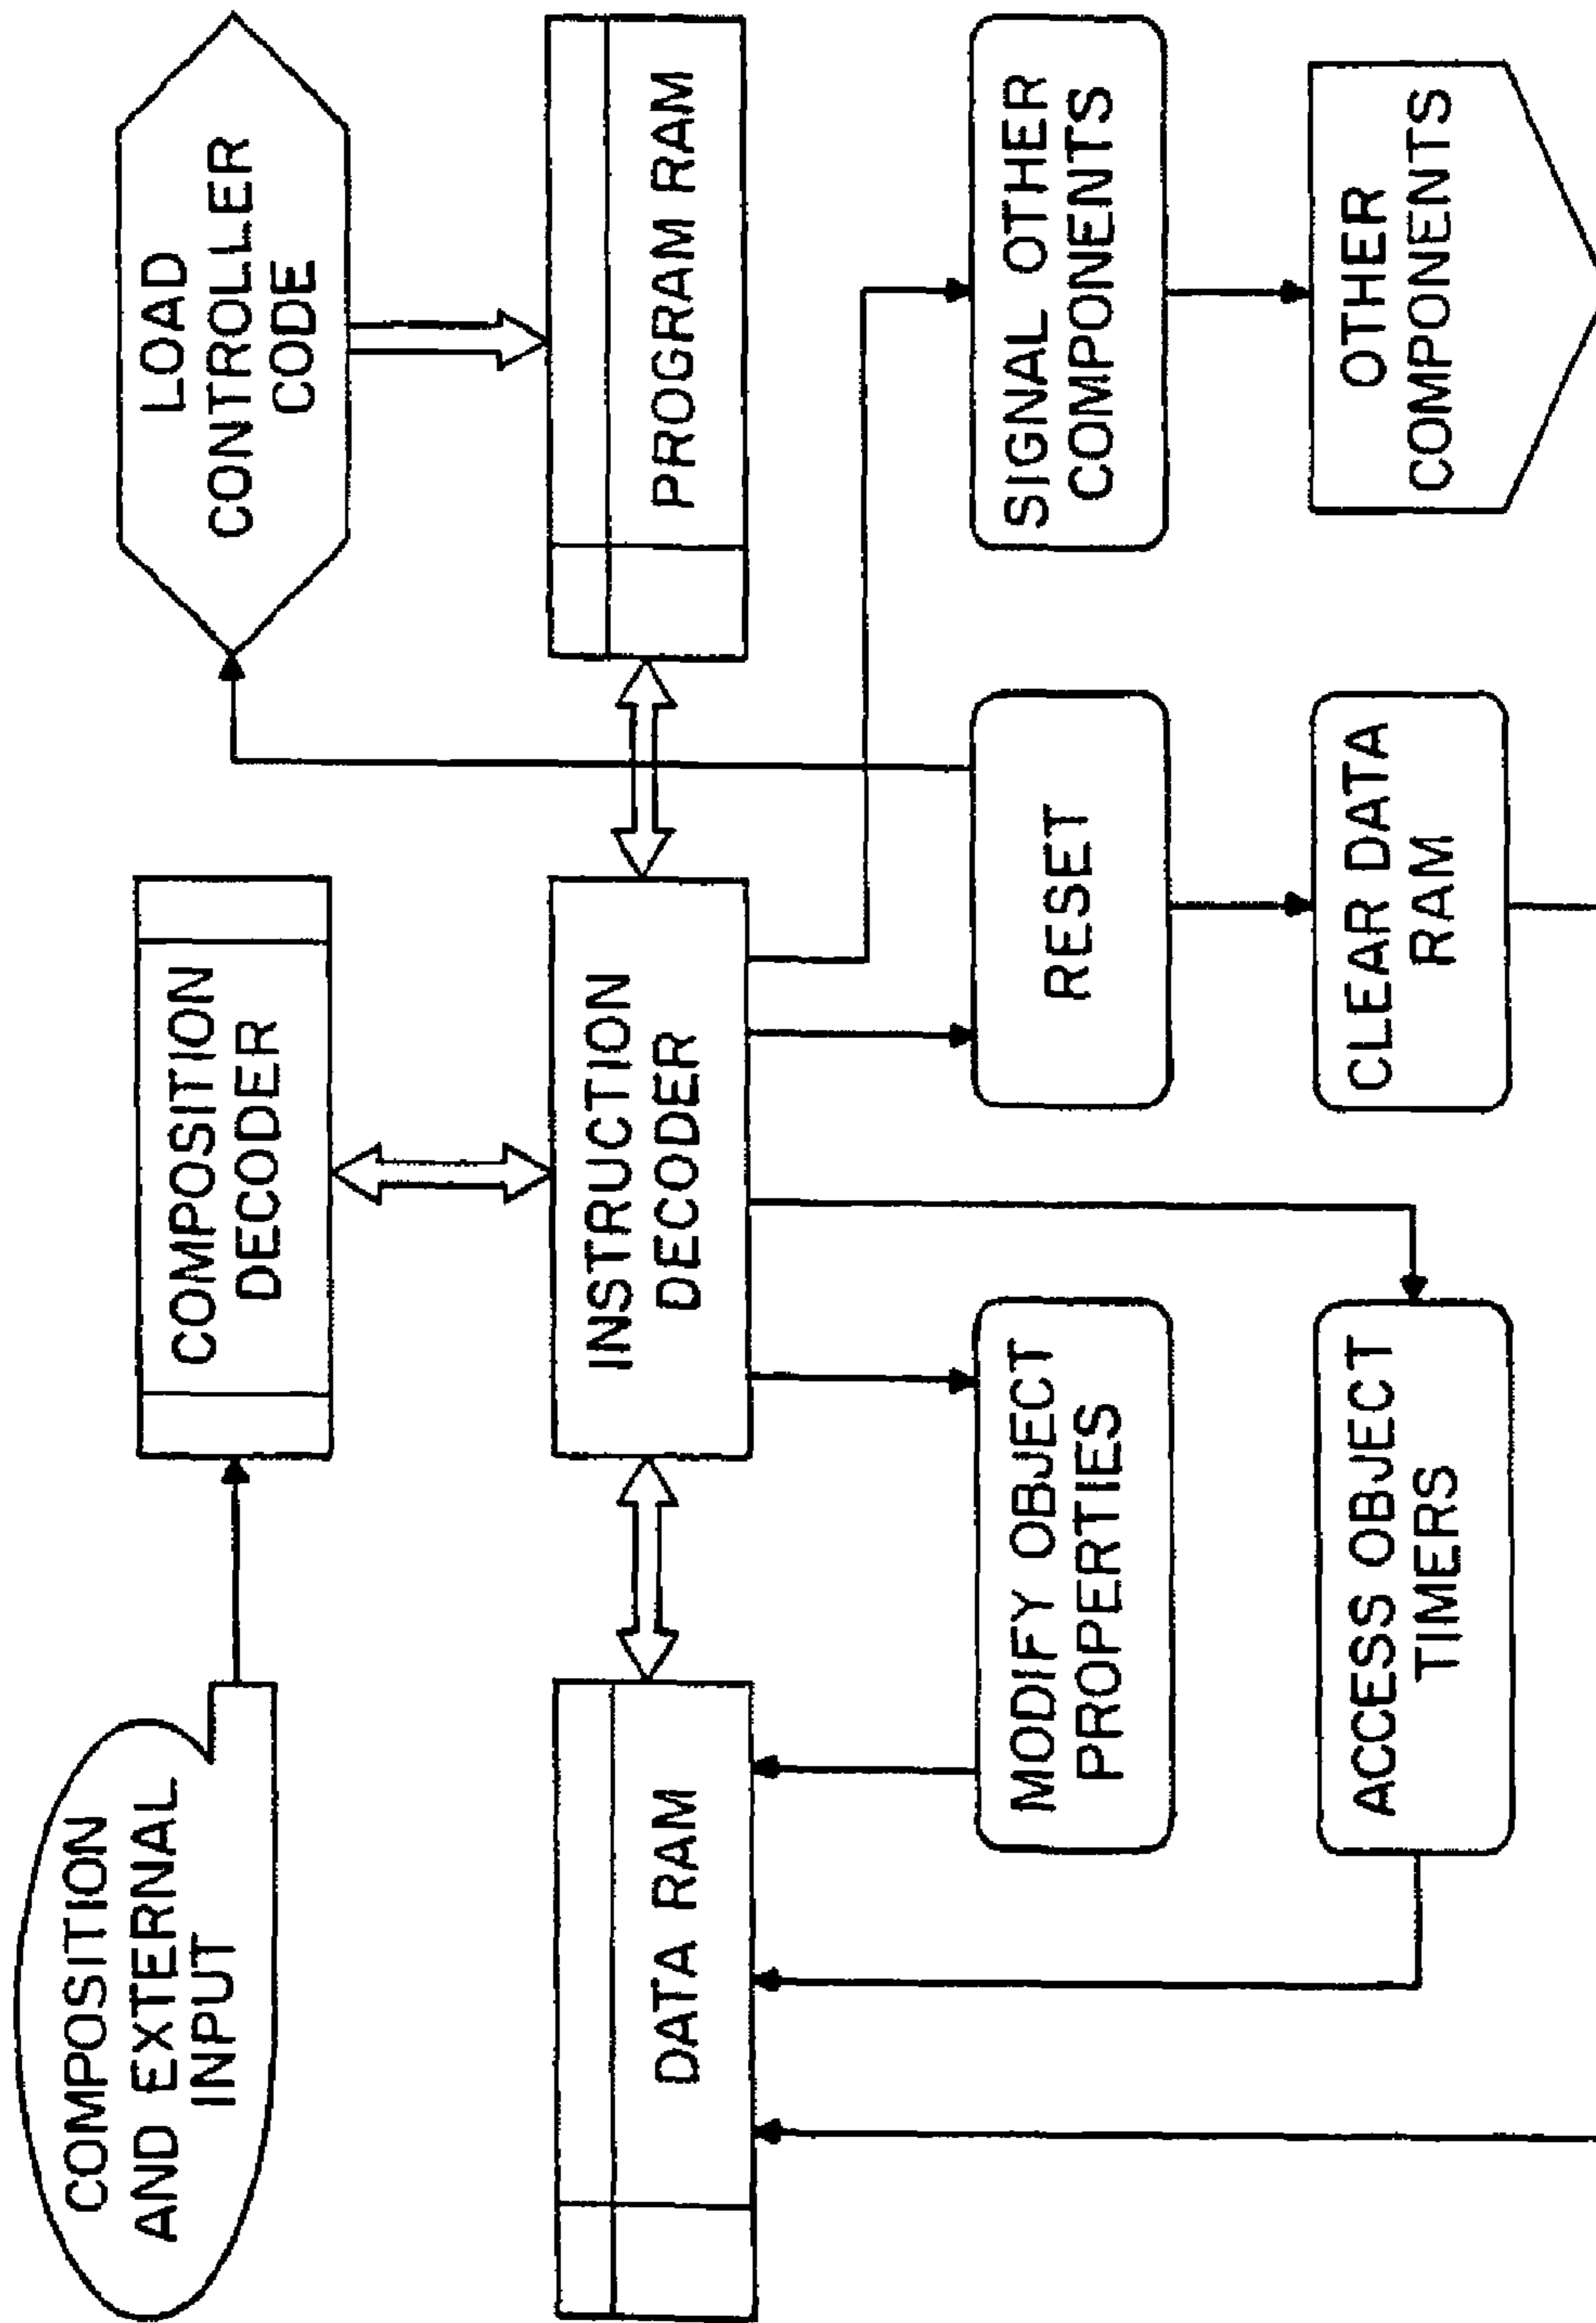 COMPOSITION
AND EXTERNAL
INPUT
COMPOSITION
DECODER
LOAD
CONTROLLER
CODE
DATA RAM
INSTRUCTION
DECODER
PROGRAM RAM
MODIFY OBJECT
PROPERTIES
RESET
SIGNAL OTHER
COMPONENTS
ACCESS OBJECT
TIMERS
CLEAR DATA
RAM
OTHER
COMPONENTS